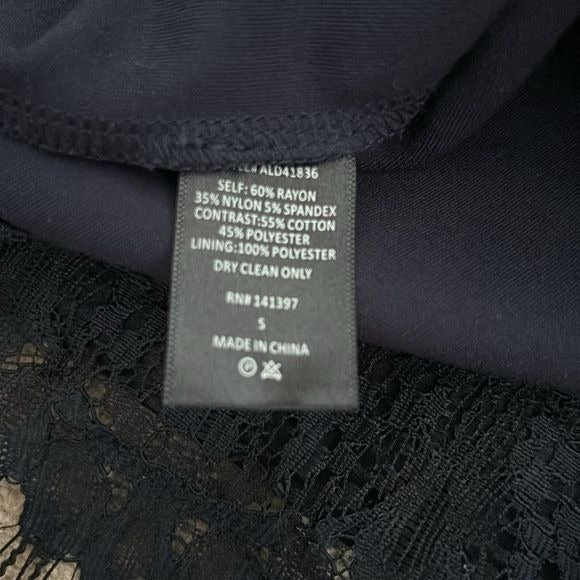 ALD41836
SELF: 60% RAYON
35% NYLON 5% SPANDEX
CONTRAST:55% COTTON
45% POLYESTER
LINING:100% POLYESTER
DRY CLEAN ONLY
RN# 141397
S
MADE IN CHINA